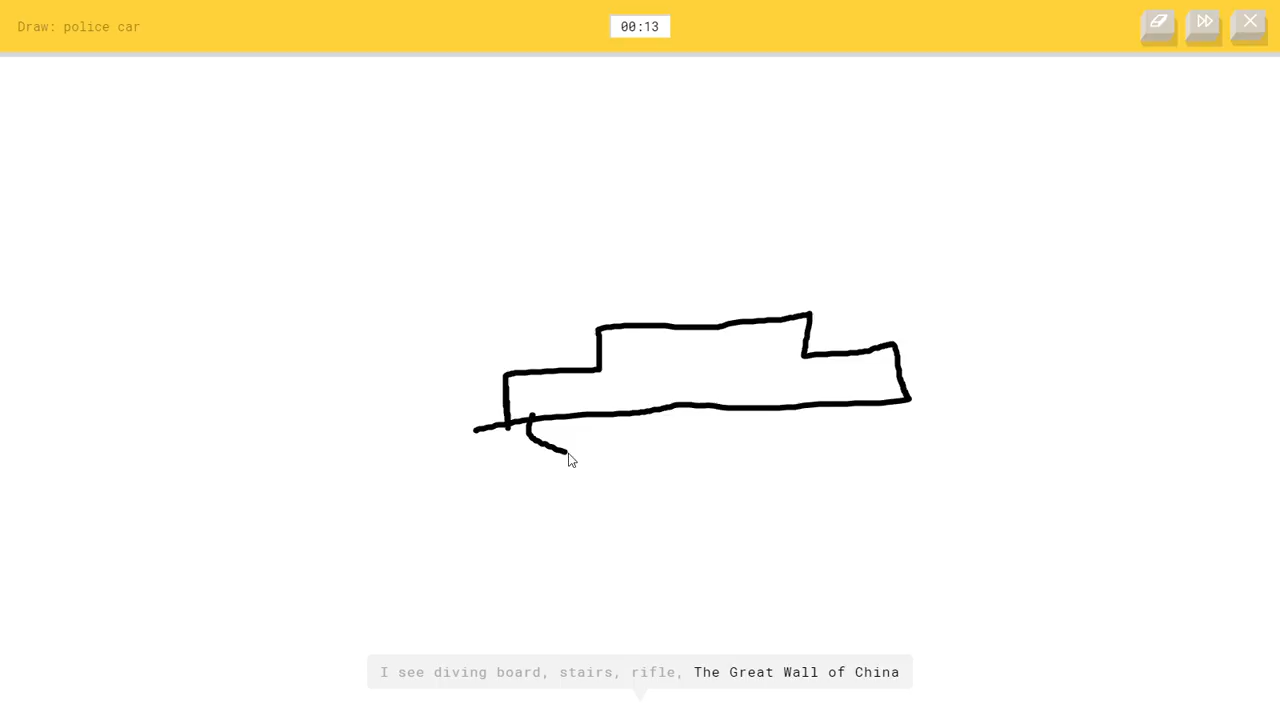 Draw: police car
00:13
I see diving board, stairs, rifle, The Great Wall of China